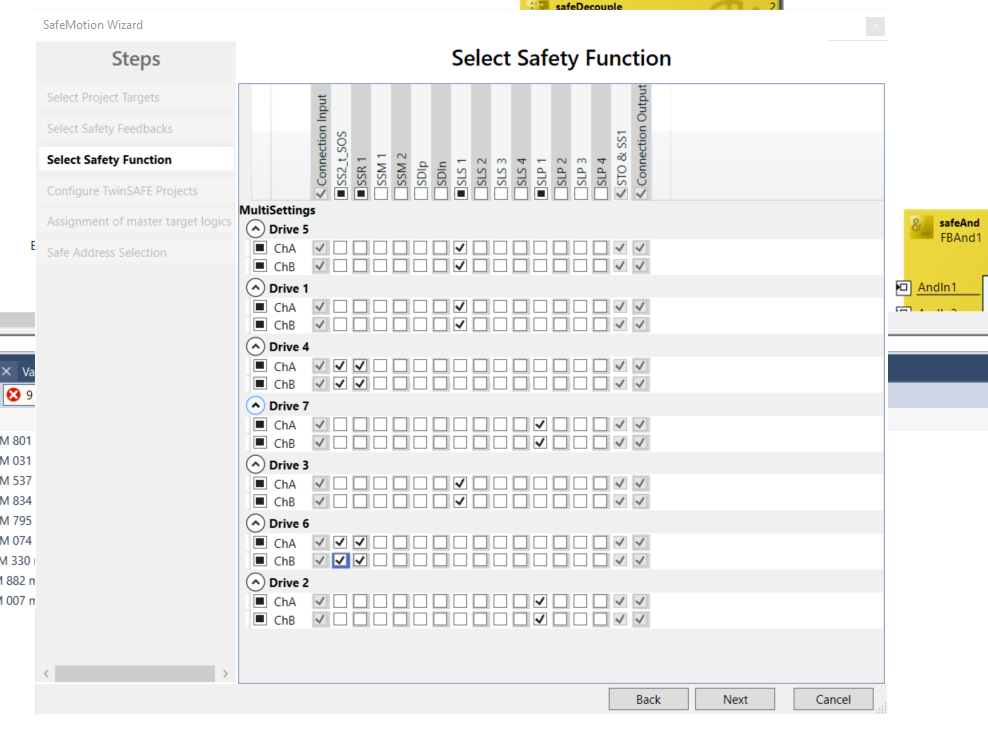 safeDecouple
2
SafeMotion Wizard
x
Steps
Select Project Targets
Select Safety Feedbacks
Select Safety Function
Configure TwinSAFE Projects
Assignment of master target logics
Safe Address Selection
Select Safety Function
Connection Input
SS2_t_SOS
SSR 1
SSM 1
SSM 2
SDIp
SDIn
SLS 1
SLS 2
SLS 3
SLS 4
SLP 1
SLP 2
SLP 3
SLP 4
STO & SS1
Connection Output
MultiSettings
Drive 5
ChA
ChB
Drive 1
ChA
ChB
Drive 4
ChA
ChB
Drive 7
ChA
ChB
Drive 3
ChA
ChB
Drive 6
ChA
ChB
Drive 2
ChA
ChB
Back Next Cancel
E
Va
9
M 801
M 031
M 537
M 834
M 795
M 074
M 330
882 m
007 m
&
safeAnd
FBAnd1
AndIn1